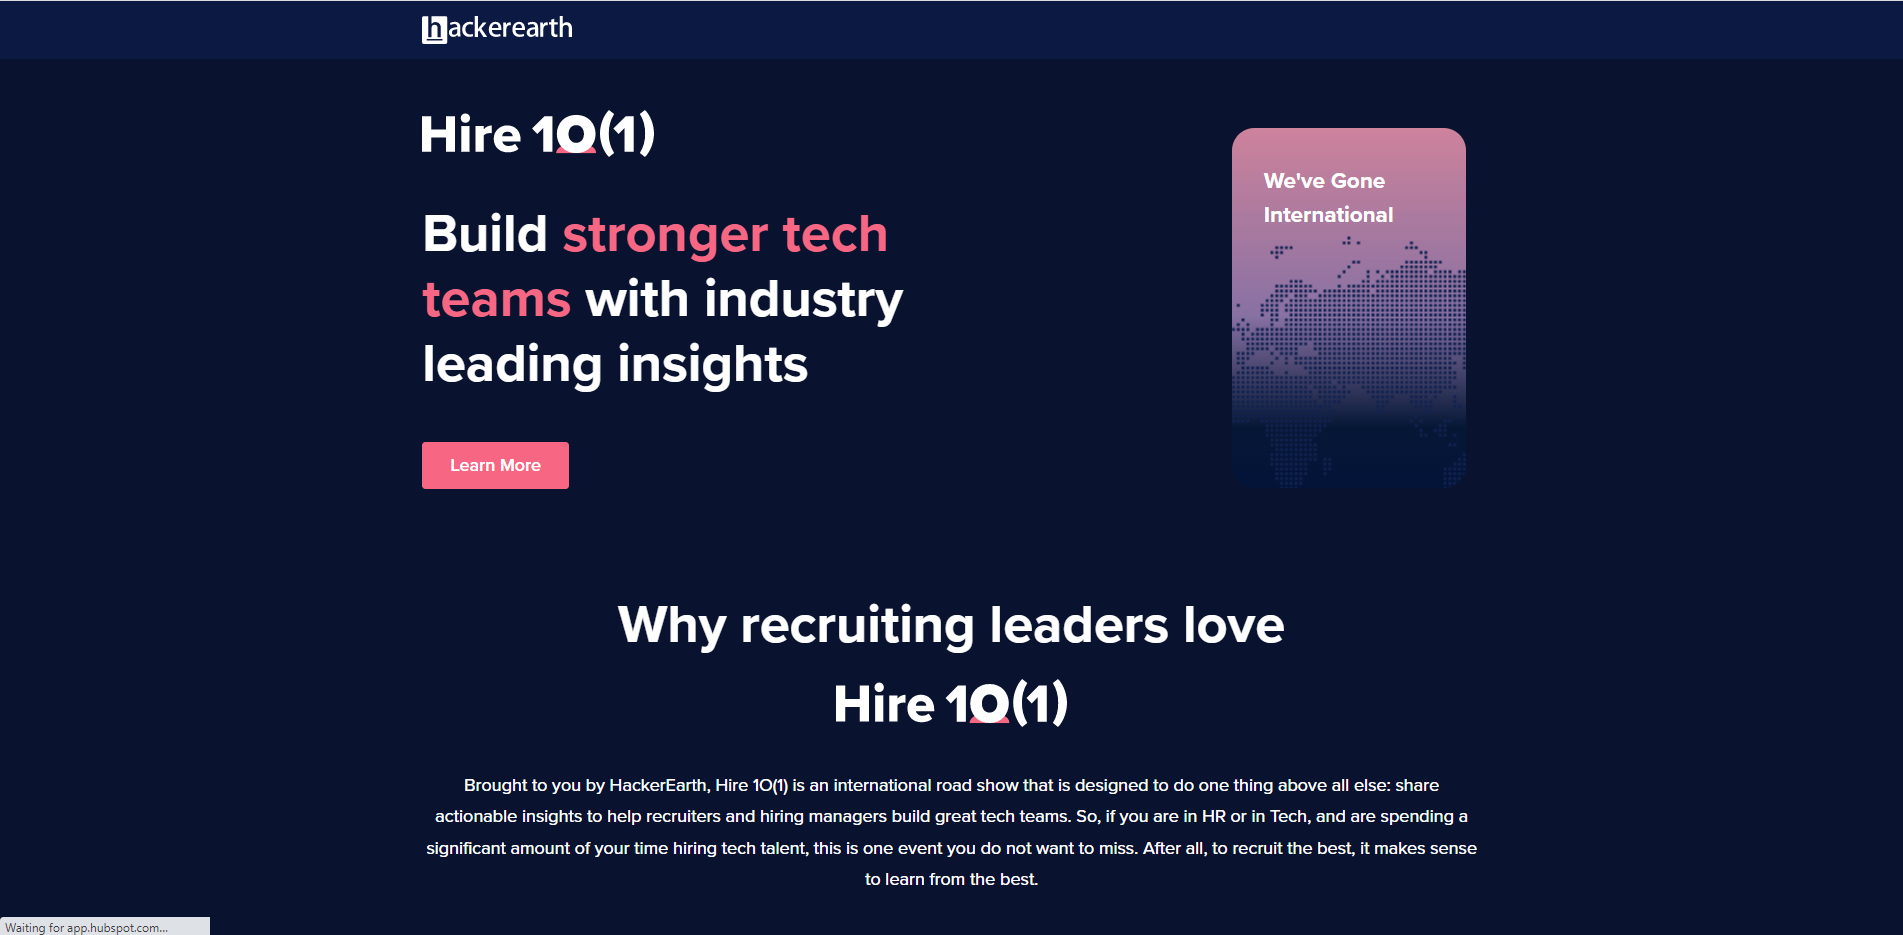 hackerearth
Hire 10(1)
Build stronger tech
teams with industry
leading insights
Learn More
We've Gone
International
Why recruiting leaders love
Hire 10(1)
Brought to you by HackerEarth, Hire 10(1) is an international road show that is designed to do one thing above all else: share
actionable insights to help recruiters and hiring managers build great tech teams. So, if you are in HR or in Tech, and are spending a
significant amount of your time hiring tech talent, this is one event you do not want to miss. After all, to recruit the best, it makes sense
to learn from the best.
Waiting for app.hubspot.com...